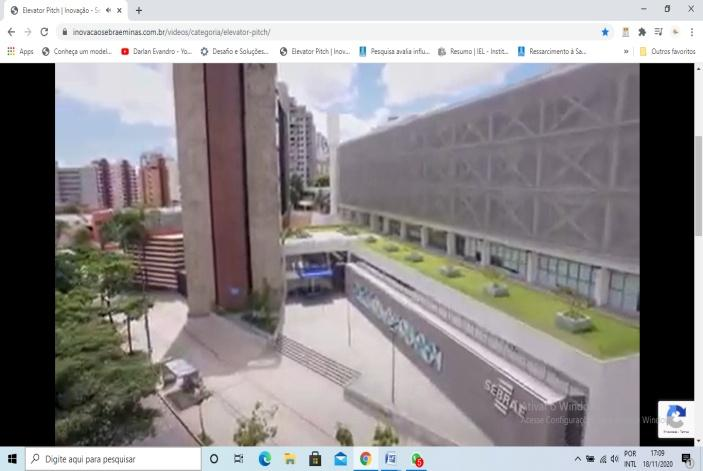 Elevator Pitch | Inovação - Se
inovacaosebraeminas.com.br/videos/categoria/elevator-pitch/
Apps Conheça um model... Darlan Evandro - Yo... Desafio e Soluções... Elevator Pitch | Inov... Pesquisa avalia influ... Resumo | IEL - Instit... Ressarcimento à Sa... » Outros favoritos
SEBRAE
Ativar o Windows
Acesse Configurações
Privacidade - Termos
Digite aqui para pesquisar
POR 17:09
INTL 18/11/2020